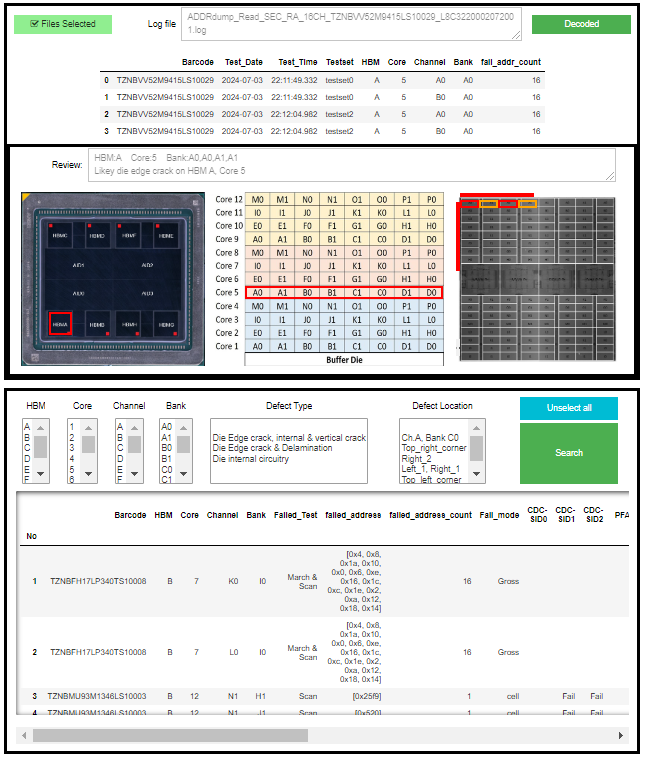 Files Selected
Log file
ADDRdump_Read_SEC_RA_16CH_TZNBVV52M9415LS10029_L8C322000207200
1.log
Decoded
Barcode Test_Date Test_Time Testset HBM Core Channel Bank fail_addr_count
0 TZNBVV52M9415LS10029 2024-07-03 22:11:49.332 testset0 HBM A 5 A0 A0 16
1 TZNBVV52M9415LS10029 2024-07-03 22:11:49.332 testset0 A 5 B0 A0 16
2 TZNBVV52M9415LS10029 2024-07-03 22:12:04.982 testset2 A 5 A0 A0 16
3 TZNBVV52M9415LS10029 2024-07-03 22:12:04.982 testset2 A 5 B0 A0 16
Review:
HBM:A Core:5 Bank:A0,A0,A1,A1
Likey die edge crack on HBM A, Core 5
HBMC HBMD HBMF HBME
AID1 AID2
AID0 AID3
HBMA HBMB HBMH HBMG
Core 12 M0 M1 N0 N1 O1 O0 P1 P0
Core 11 I0 I1 J0 J1 K1 K0 L1 L0
Core 10 E0 E1 F0 F1 G1 G0 H1 H0
Core 9 A0 A1 B0 B1 C1 C0 D1 D0
Core 8 M0 M1 N0 N1 O1 O0 P1 P0
Core 7 I0 I1 J0 J1 K1 K0 L1 L0
Core 6 E0 E1 F0 F1 G1 G0 H1 H0
Core 5 A0 A1 B0 B1 C1 C0 D1 D0
Core 4 M0 M1 N0 N1 O1 O0 P1 P0
Core 3 I0 I1 J0 J1 K1 K0 L1 L0
Core 2 E0 E1 F0 F1 G1 G0 H1 H0
Core 1 A0 A1 B0 B1 C1 C0 D1 D0
Buffer Die
HBM Core Channel Bank Defect Type Defect Location
Unselect all
A
B
C
D
E
F
1
2
3
4
5
6
A
B
C
D
E
F
A0
A1
B0
B1
C0
C1
Die Edge crack, internal & vertical crack
Die Edge crack & Delamination
Die internal circuitry
Ch.A, Bank C0
Top_right_corner
Right_2
Left_1, Right_1
Top_left_corner
Search
Barcode HBM Core Channel Bank Failed_Test failed_address failed_address_count Fail_mode CDC-SID0 CDC-SID1 CDC-SID2 PFA
No
1 TZNBFH17LP340TS10008 B 7 K0 I0 March & Scan [0x4, 0x8, 0x1a, 0x10, 0x0, 0x6, 0xe, 0x16, 0x1c, 0xc, 0x1e, 0x2, 0xa, 0x12, 0x18, 0x14] 16 Gross
2 TZNBFH17LP340TS10008 B 7 L0 I0 March & Scan [0x4, 0x8, 0x1a, 0x10, 0x0, 0x6, 0xe, 0x16, 0x1c, 0xc, 0x1e, 0x2, 0xa, 0x12, 0x18, 0x14] 16 Gross
3 TZNBMU93M1346LS10003 B 12 N1 H1 Scan [0x25f9] 1 cell Fail Fail
4 TZNBMU93M1346LS10003 B 12 N1 J1 Scan [0x520] 1 cell Fail Fail